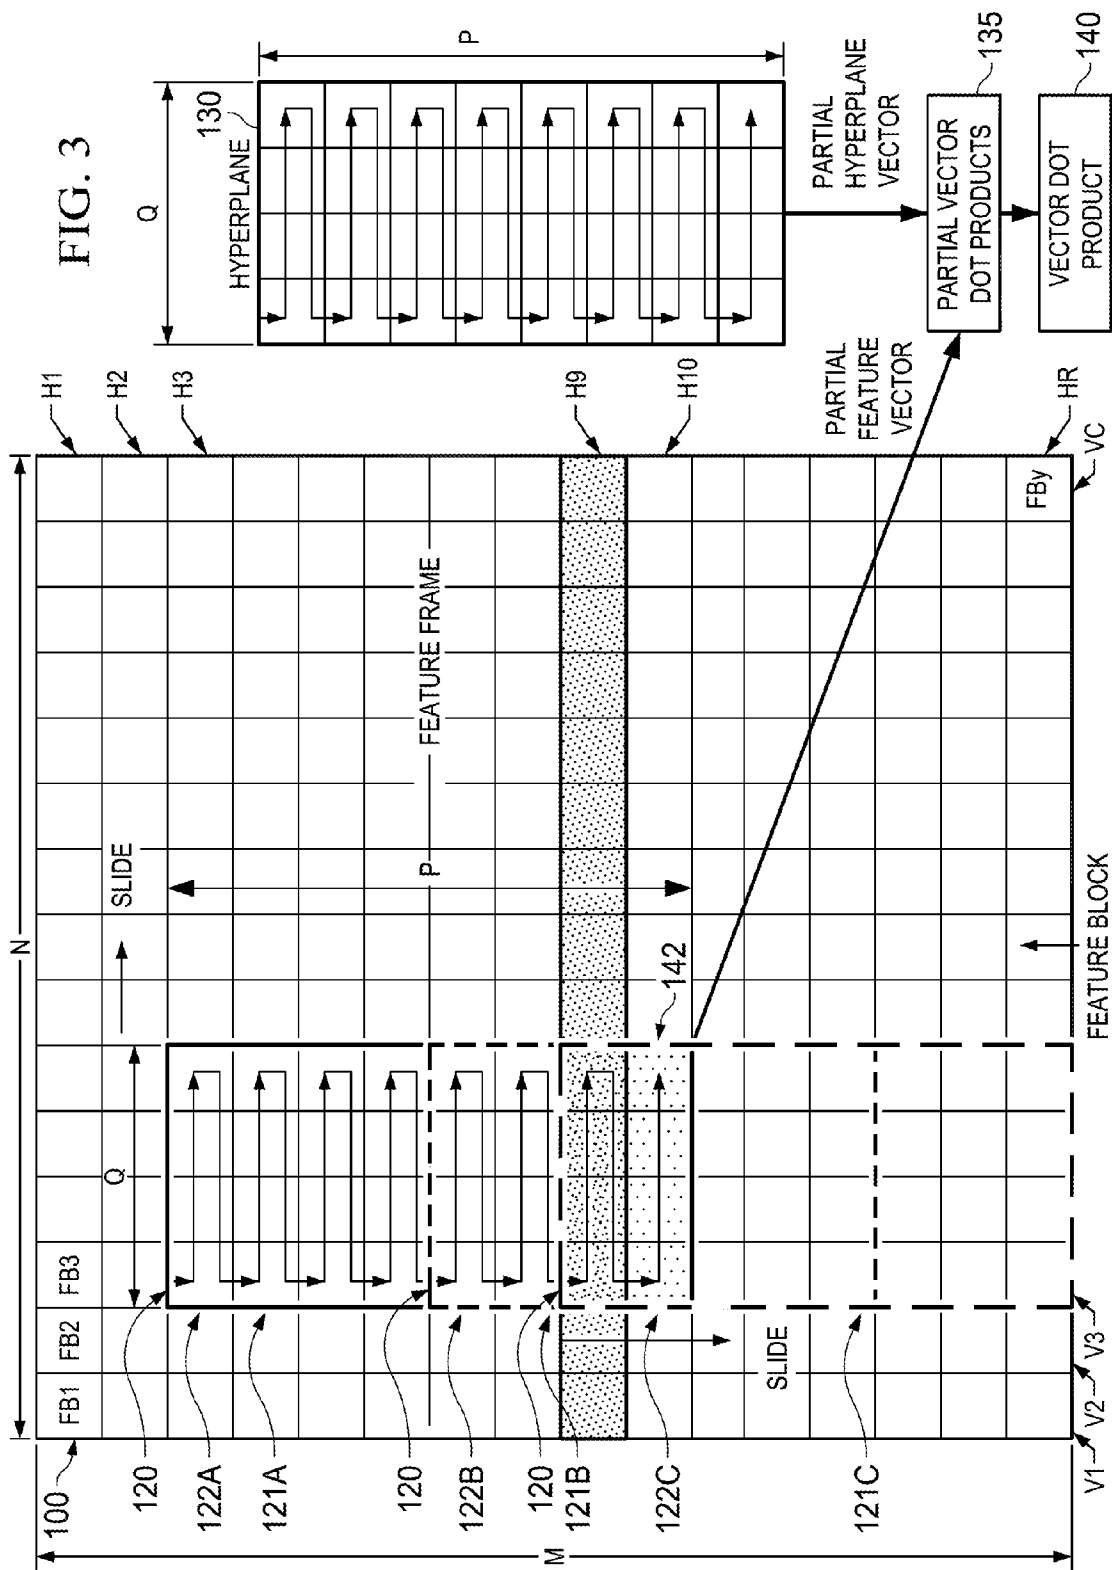 FIG. 3
N
M
SLIDE
Q
P
FB1
FB2
FB3
FEATURE FRAME
SLIDE
FBy
FEATURE BLOCK
100
120
122A
121A
120
122B
120
121B
122C
121C
142
V1
V2
V3
VC
H1
H2
H3
H9
H10
HR
Q
P
HYPERPLANE
130
PARTIAL
FEATURE
VECTOR
PARTIAL
HYPERPLANE
VECTOR
PARTIAL VECTOR
DOT PRODUCTS
135
VECTOR DOT
PRODUCT
140